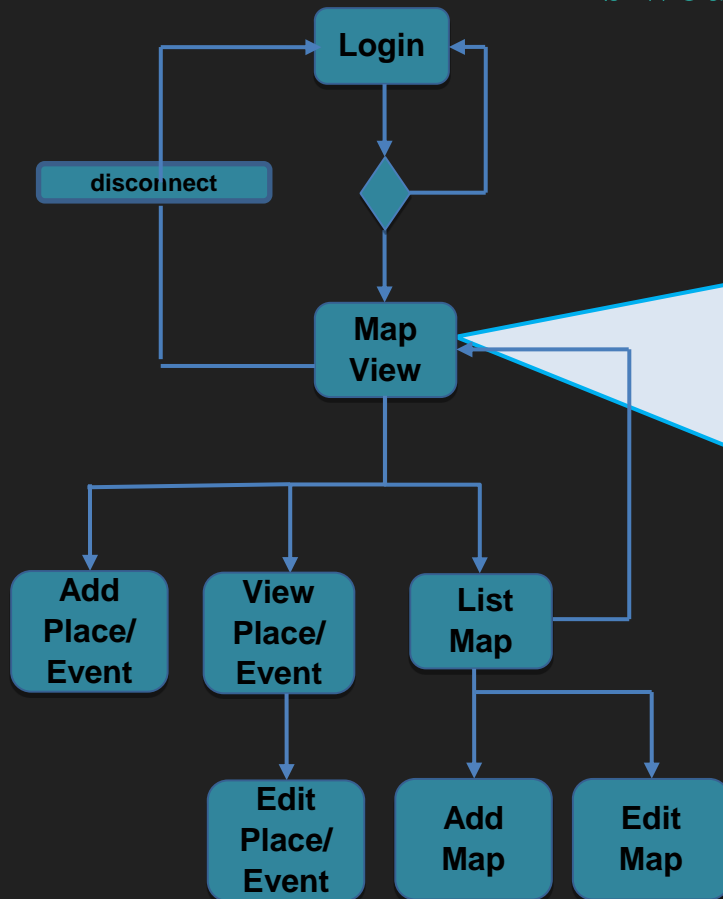 Login
disconnect
Map
View
Add
Place/
Event
View
Place/
Event
List
Map
Edit
Place/
Event
Add
Map
Edit
Map